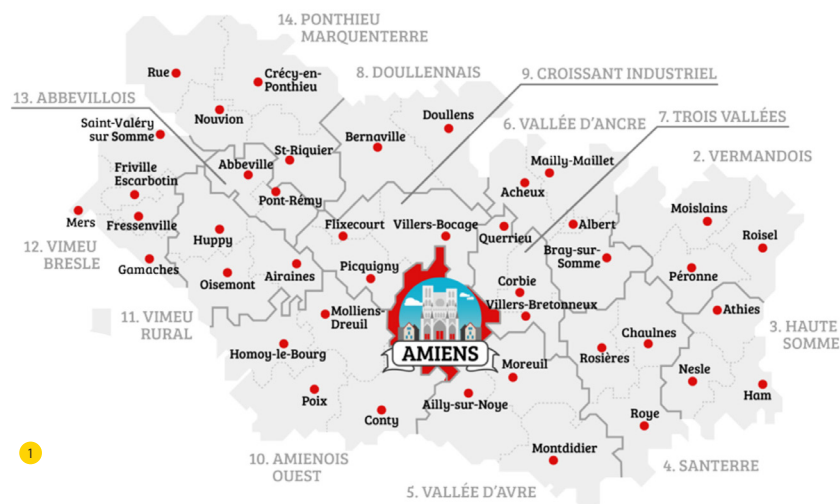 14. PONTHIEU
MARQUENTERRE
Rue
Crécy-en-
Ponthieu
8. DOULLENNAIS
9. CROISSANT INDUSTRIEL
13. ABBEVILLOIS
Nouvion
Doullens
7. TROIS VALLÉES
Saint-Valéry
sur Somme
Bernaville
6. VALLÉE D'ANCRE
St-Riquier
Mailly-Maillet
2. VERMANDOIS
Friville
Escarbotin
Abbeville
Acheux
Pont-Rémy
Moislains
Mers
Fressenville
Flixecourt
Villers-Bocage
Albert
Huppy
Querrieu
Roisel
12. VIMEU
BRESLE
Bray-sur-
Somme
Gamaches
Oisemont
Airaines
Picquigny
Péronne
Corbie
11. VIMEU
RURAL
Molliens-
Dreuil
Villers-Bretonneux
Athies
3. HAUTE
SOMME
Homoy-le-Bourg
AMIENS
Chaulnes
Rosières
Moreuil
Nesle
Poix
Ailly-sur-Noye
Ham
Conty
Roye
1
10. AMIENOIS
OUEST
Montdidier
4. SANTERRE
5. VALLÉE D'AVRE